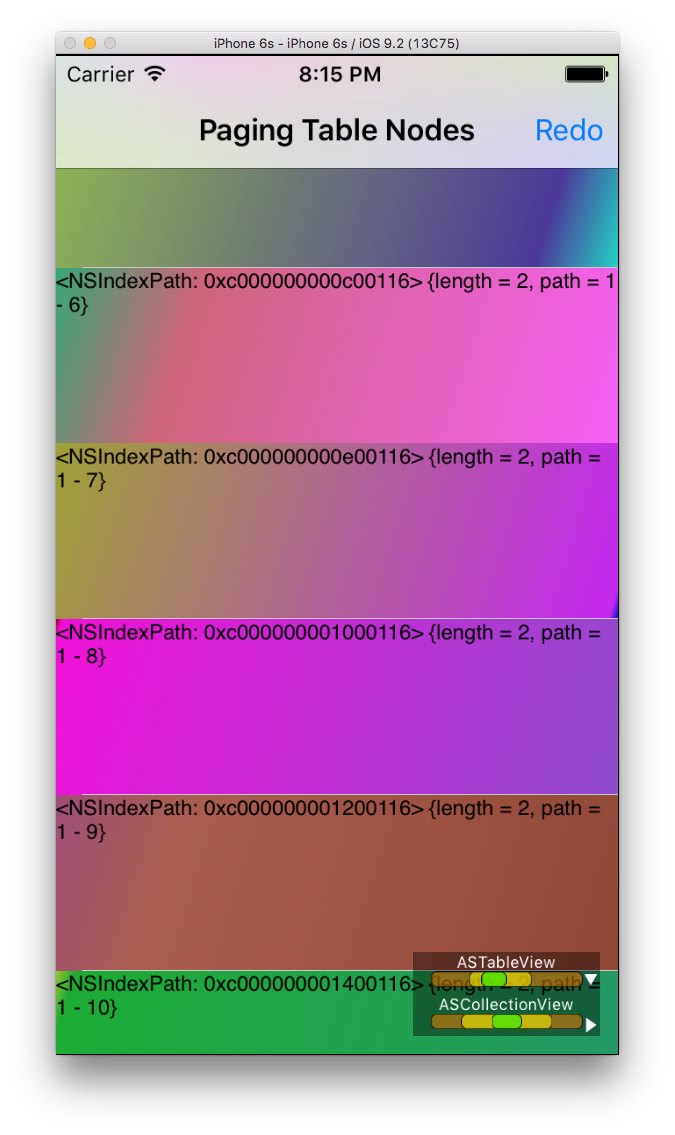 iPhone 6s - iPhone 6s / iOS 9.2 (13C75)
Carrier 8:15 PM
Paging Table Nodes Redo
<NSIndexPath: 0xc000000000c00116> {length = 2, path = 1
- 6}
<NSIndexPath: 0xc000000000e00116> {length = 2, path =
1 - 7}
<NSIndexPath: 0xc000000001000116> {length = 2, path =
1 - 8}
<NSIndexPath: 0xc000000001200116> {length = 2, path =
1 - 9}
<NSIndexPath: 0xc000000001400116> {length = 2, path =
1 - 10}
ASTableView
ASCollectionView